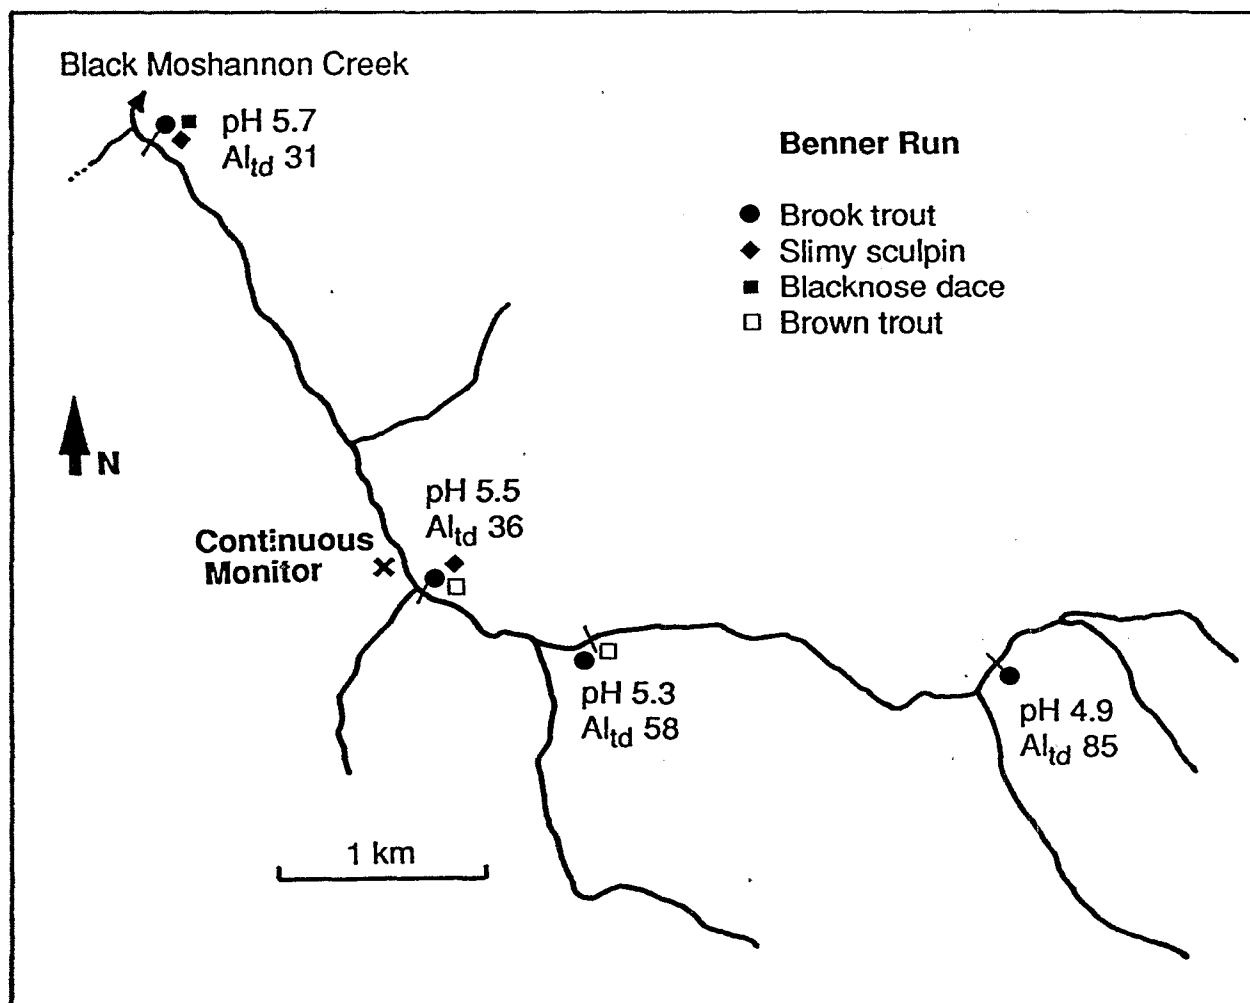 Black Moshannon Creek
pH 5.7
Al_td 31
Benner Run
Brook trout
Slimy sculpin
Blacknose dace
Brown trout
N
pH 5.5
Al_td 36
Continuous
Monitor
pH 5.3
Al_td 58
pH 4.9
Al_td 85
1 km